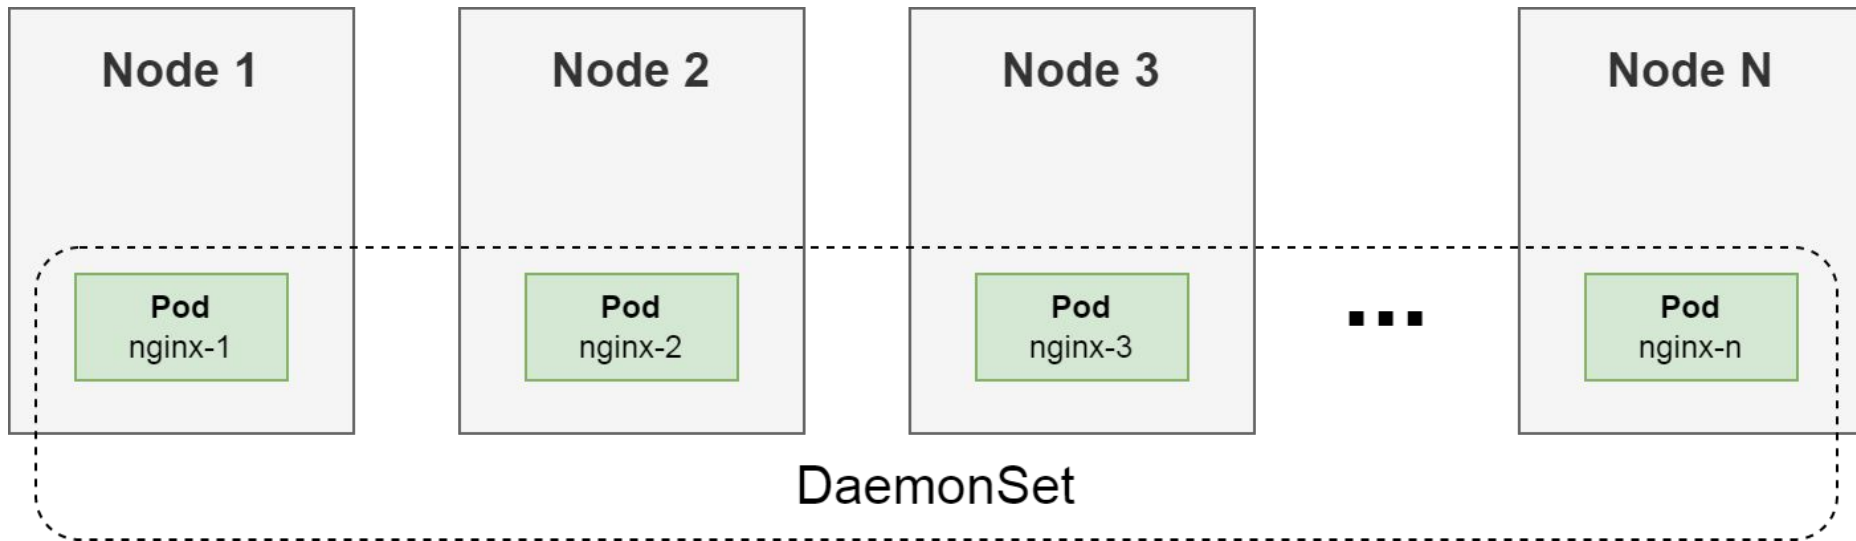 Node 1
Node 2
Node 3
Node N
Pod
nginx-1
Pod
nginx-2
Pod
nginx-3
...
Pod
nginx-n
DaemonSet